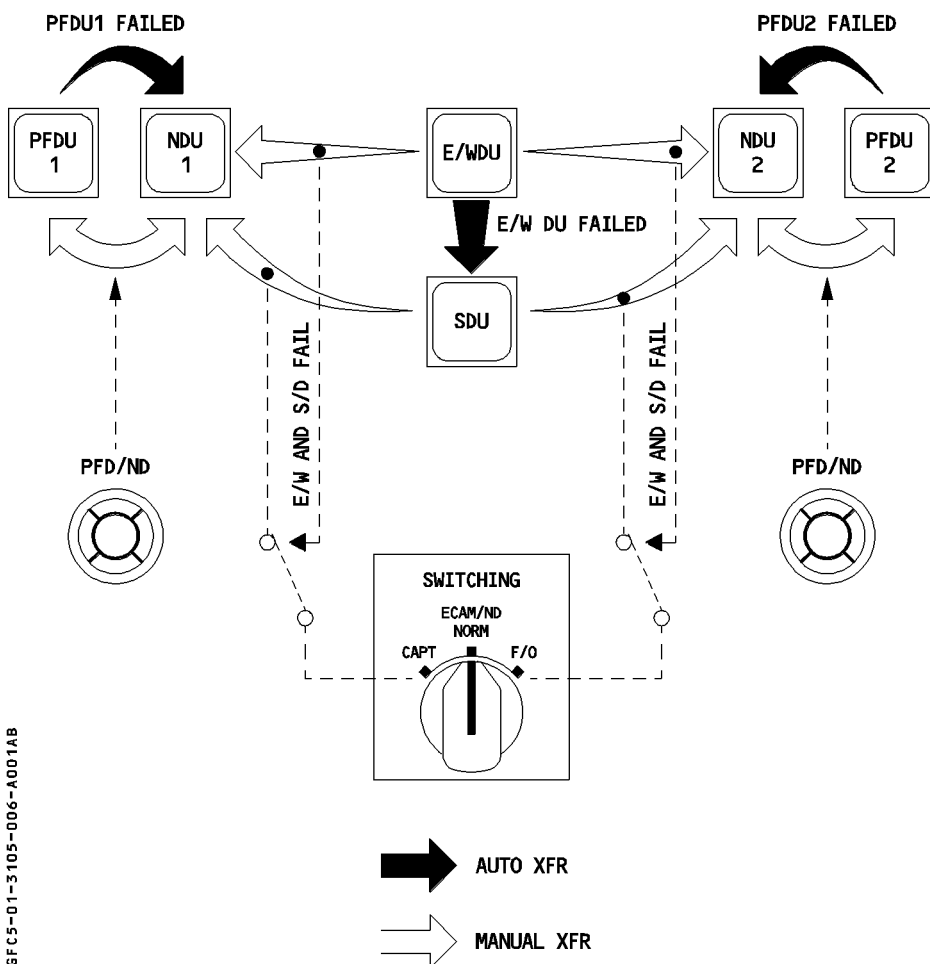 PFDU1 FAILED
PFDU2 FAILED
PFDU
1
NDU
1
E/WDU
NDU
2
PFDU
2
E/W DU FAILED
SDU
E/W AND S/D FAIL
E/W AND S/D FAIL
PFD/ND
PFD/ND
SWITCHING
ECAM/ND
NORM
CAPT
F/O
AUTO XFR
MANUAL XFR
GFC5-01-3105-006-A001AB